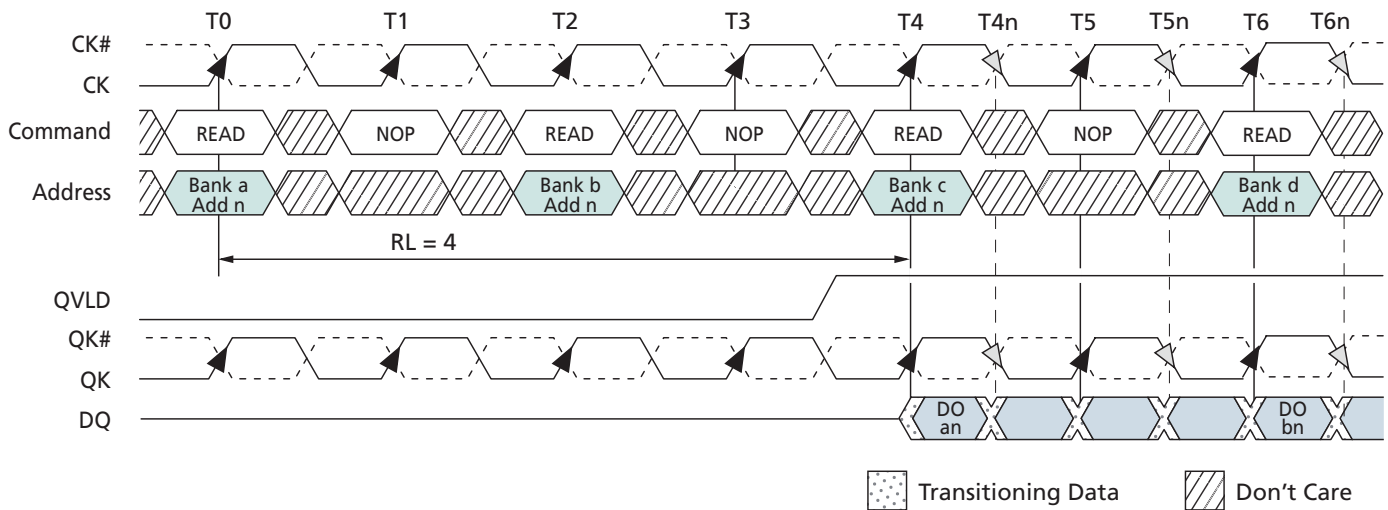 T0 T1 T2 T3 T4 T4n T5 T5n T6 T6n
CK#
CK
Command READ NOP READ NOP READ NOP READ
Address Bank a Add n Bank b Add n Bank c Add n Bank d Add n
RL = 4
QVLD
QK#
QK
DQ DO an DO bn
Transitioning Data Don't Care